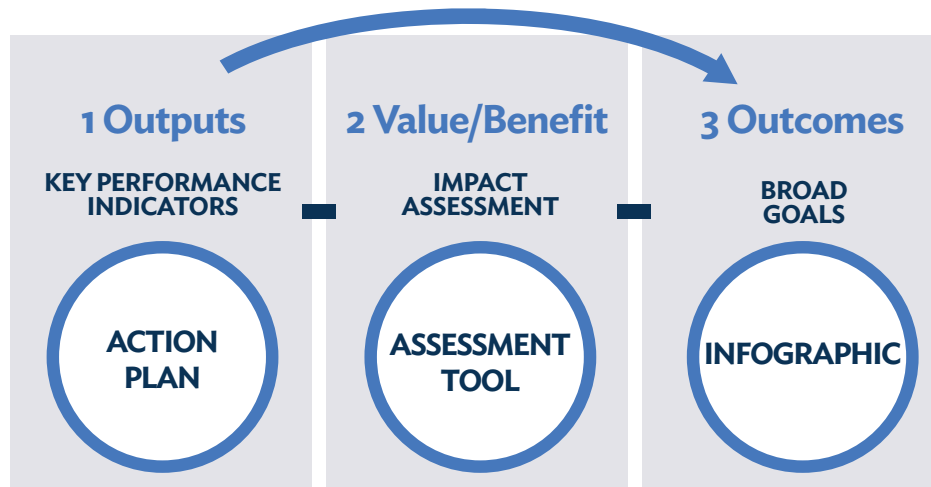 1 Outputs
KEY PERFORMANCE
INDICATORS
ACTION
PLAN
2 Value/Benefit
IMPACT
ASSESSMENT
ASSESSMENT
TOOL
3 Outcomes
BROAD
GOALS
INFOGRAPHIC